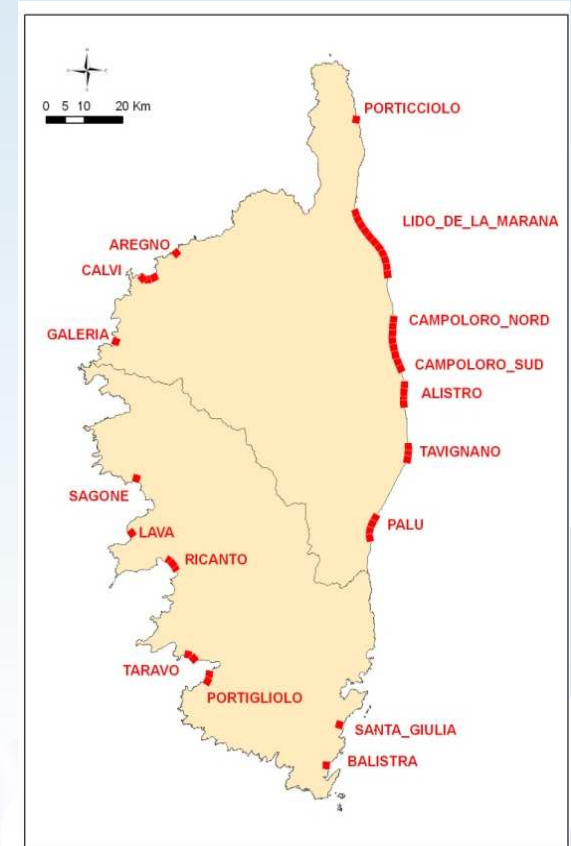 0 5 10 20 Km
PORTICCIOLO
LIDO_DE_LA_MARANA
AREGNO
CALVI
CAMPOLORO_NORD
GALERIA
CAMPOLORO_SUD
ALISTRO
TAVIGNANO
SAGONE
PALU
LAVA
RICANTO
TARAVO
PORTIGLIOLO
SANTA_GIULIA
BALISTRA